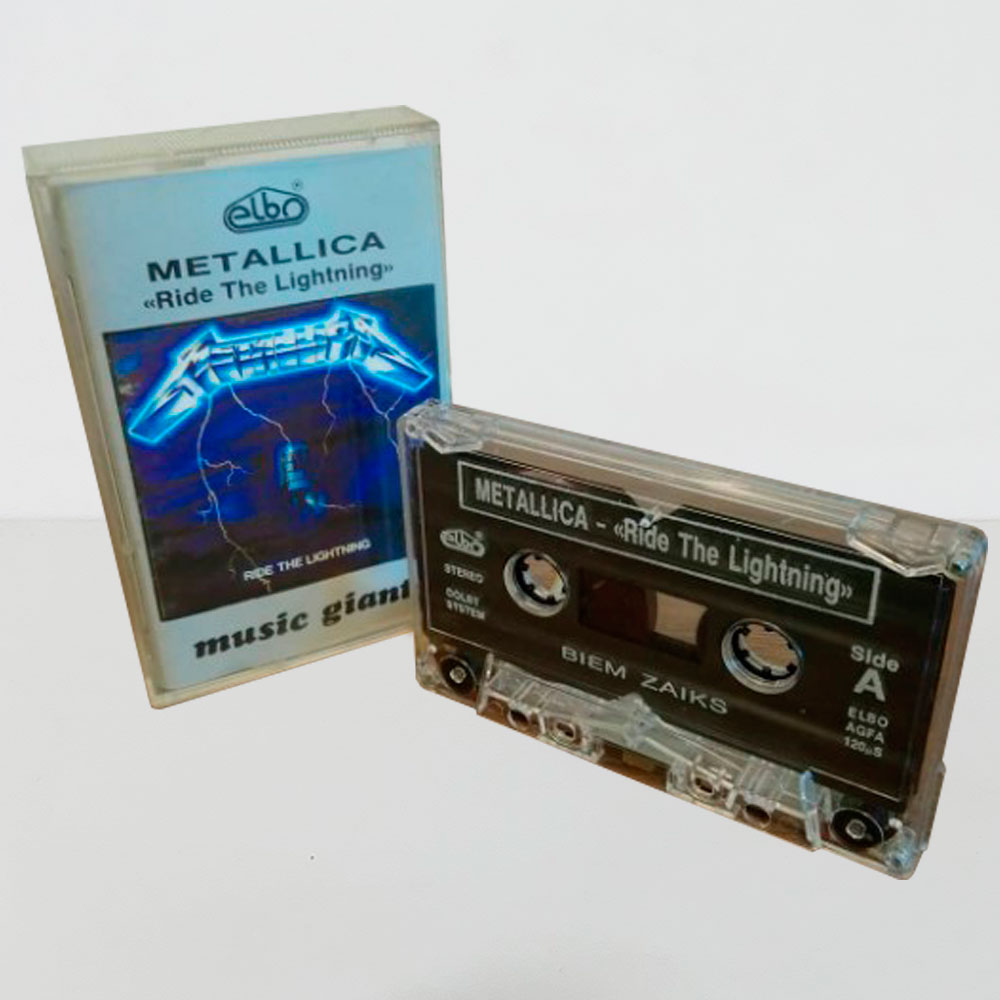 elbo®
METALLICA
«Ride The Lightning»
METALLICA
RIDE THE LIGHTNING
music giant
METALLICA - «Ride The Lightning»
elbo
STEREO
DOLBY
SYSTEM
BIEM ZAIKS
Side
A
ELBO
AGFA
120µS